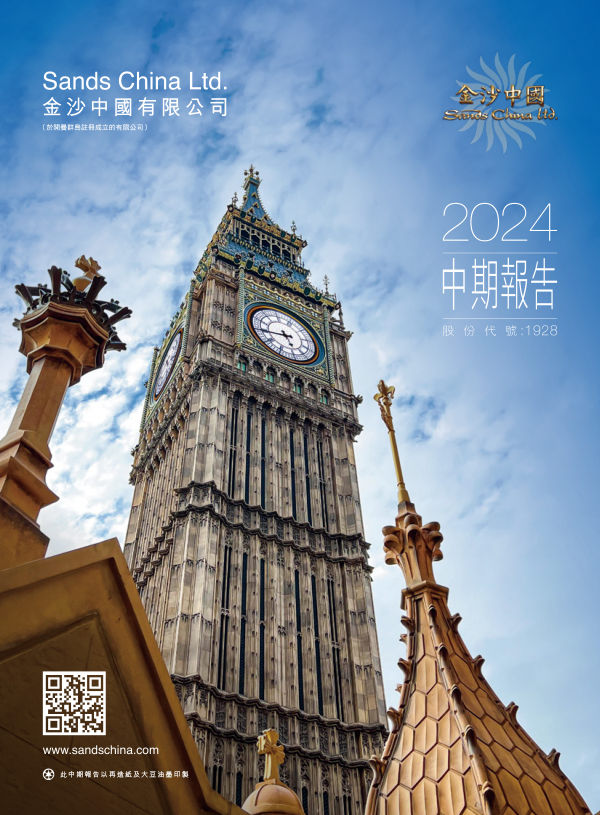 Sands China Ltd.
金沙中國有限公司
（於開曼群島註冊成立的有限公司）
金沙中國
Sands China Ltd.
2024
中期報告
股份代號:1928
www.sandschina.com
此中期報告以再造紙及大豆油墨印製